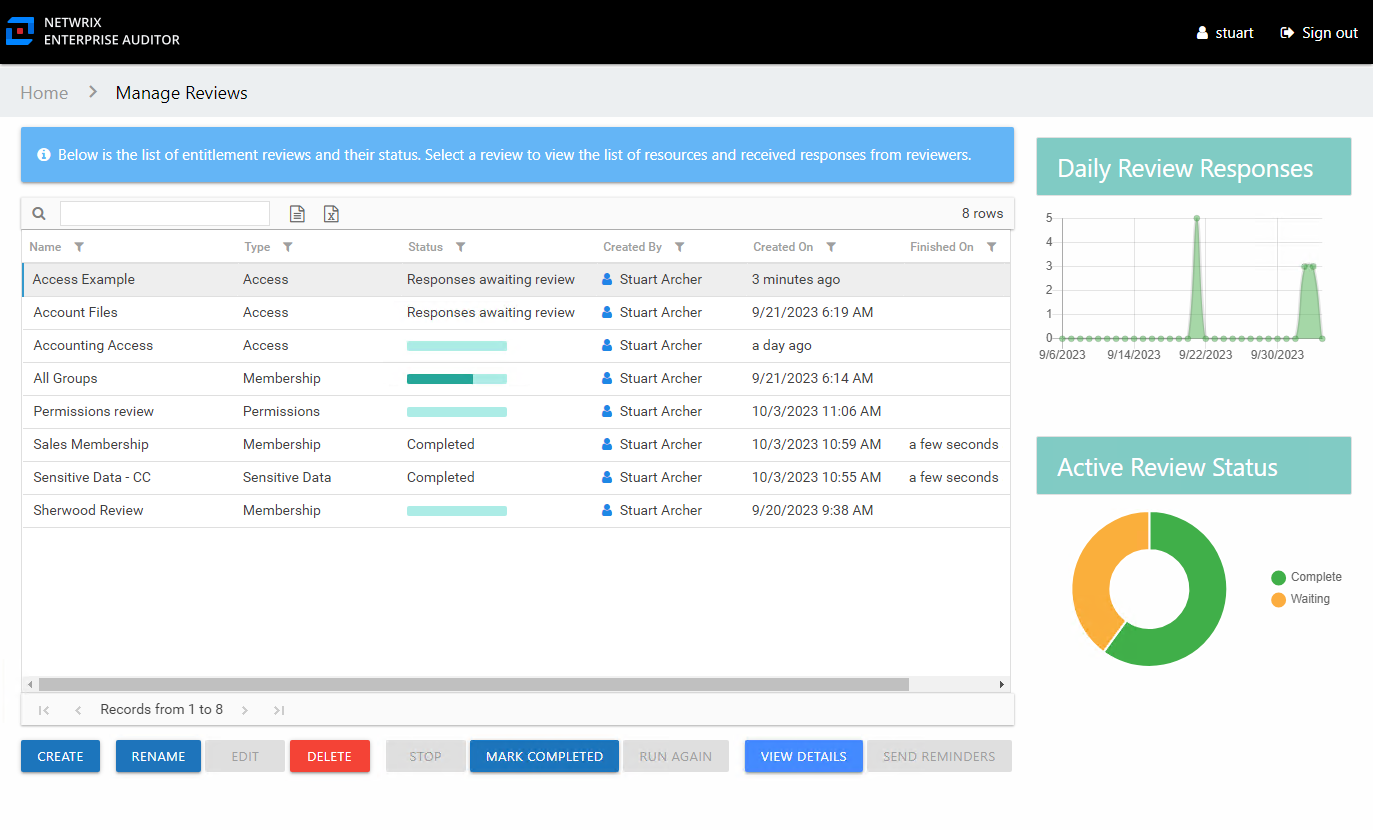 NETWRIX
ENTERPRISE AUDITOR
stuart Sign out
Home Manage Reviews
Below is the list of entitlement reviews and their status. Select a review to view the list of resources and received responses from reviewers.
8 rows
Name Type Status Created By Created On Finished On
Access Example Access Responses awaiting review Stuart Archer 3 minutes ago
Account Files Access Responses awaiting review Stuart Archer 9/21/2023 6:19 AM
Accounting Access Access Stuart Archer a day ago
All Groups Membership Stuart Archer 9/21/2023 6:14 AM
Permissions review Permissions Stuart Archer 10/3/2023 11:06 AM
Sales Membership Membership Completed Stuart Archer 10/3/2023 10:59 AM a few seconds
Sensitive Data - CC Sensitive Data Completed Stuart Archer 10/3/2023 10:55 AM a few seconds
Sherwood Review Membership Stuart Archer 9/20/2023 9:38 AM
Records from 1 to 8
CREATE RENAME EDIT DELETE STOP MARK COMPLETED RUN AGAIN VIEW DETAILS SEND REMINDERS
Daily Review Responses
5
4
3
2
1
0
9/6/2023 9/14/2023 9/22/2023 9/30/2023
Active Review Status
Complete
Waiting